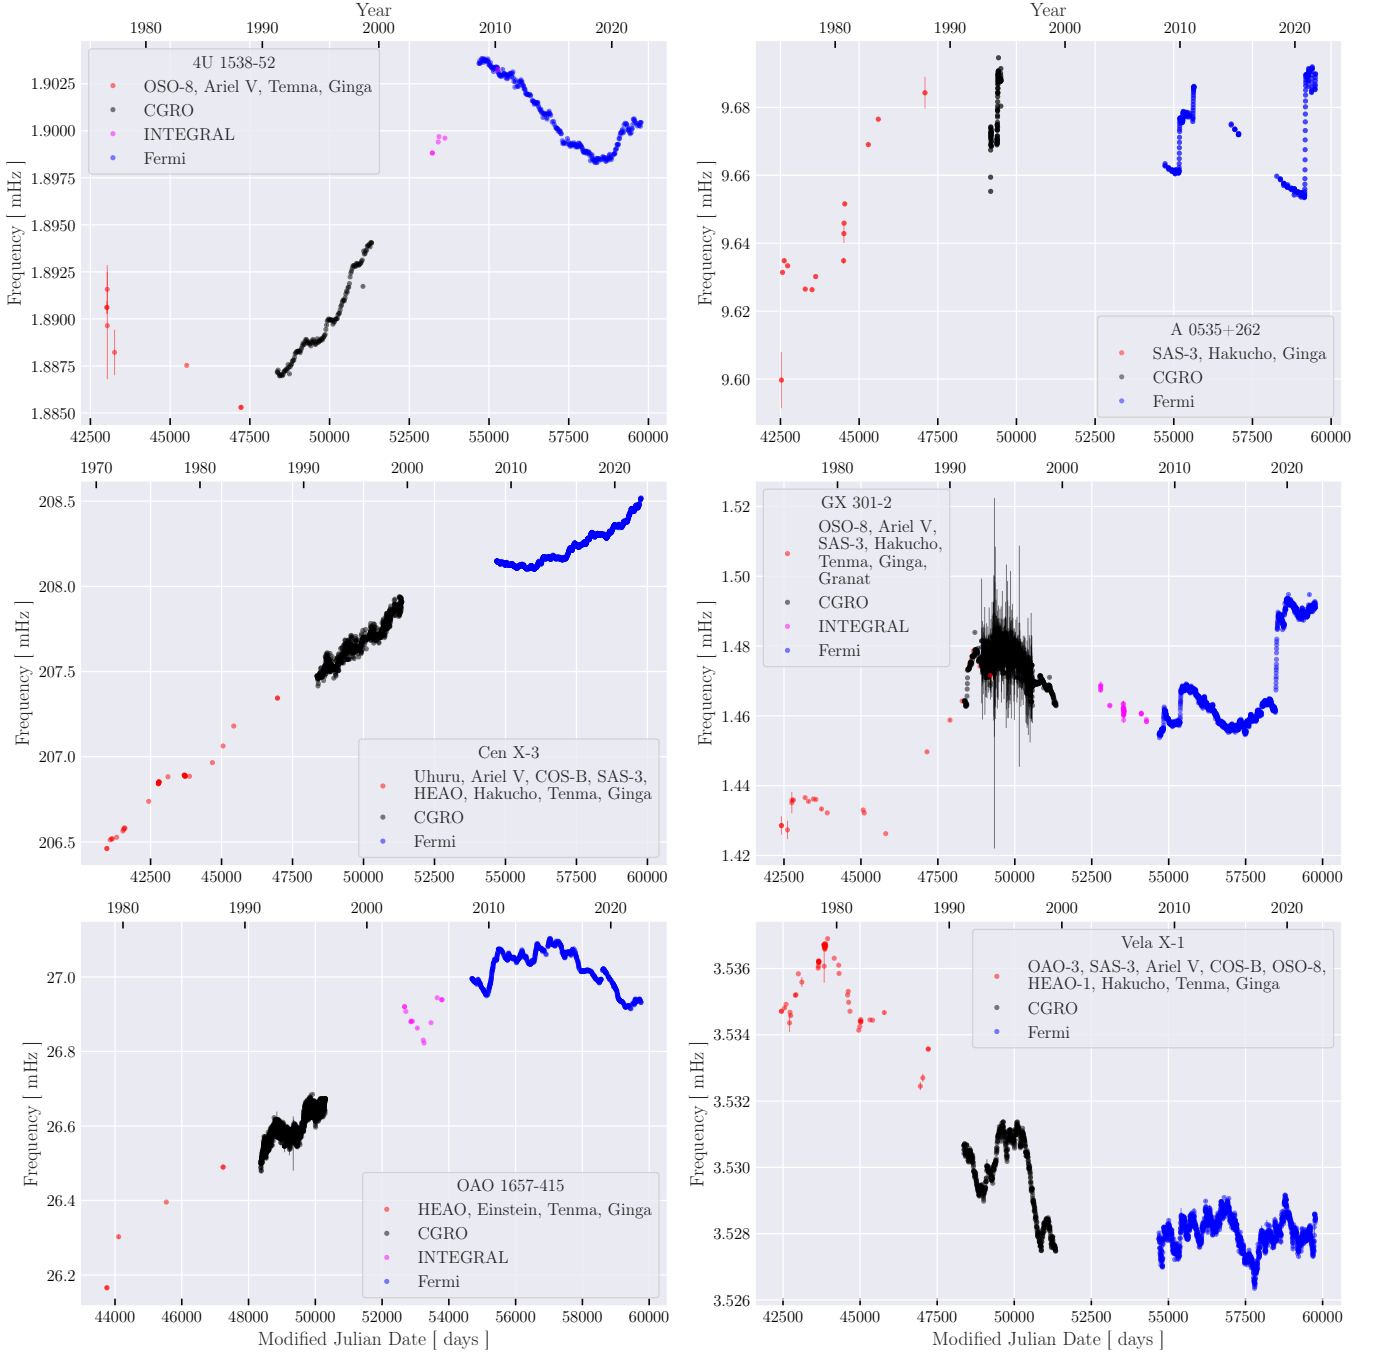 Year
1980 1990 2000 2010 2020
4U 1538-52
OSO-8, Ariel V, Temna, Ginga
CGRO
INTEGRAL
Fermi
Frequency [ mHz ]
1.9025
1.9000
1.8975
1.8950
1.8925
1.8900
1.8875
1.8850
42500 45000 47500 50000 52500 55000 57500 60000
Year
1980 1990 2000 2010 2020
Frequency [ mHz ]
9.68
9.66
9.64
9.62
9.60
A 0535+262
SAS-3, Hakucho, Ginga
CGRO
Fermi
42500 45000 47500 50000 52500 55000 57500 60000
1970 1980 1990 2000 2010 2020
Frequency [ mHz ]
208.5
208.0
207.5
207.0
206.5
Cen X-3
Uhuru, Ariel V, COS-B, SAS-3,
HEAO, Hakucho, Tenma, Ginga
CGRO
Fermi
42500 45000 47500 50000 52500 55000 57500 60000
1980 1990 2000 2010 2020
GX 301-2
OSO-8, Ariel V,
SAS-3, Hakucho,
Tenma, Ginga,
Granat
CGRO
INTEGRAL
Fermi
Frequency [ mHz ]
1.52
1.50
1.48
1.46
1.44
1.42
42500 45000 47500 50000 52500 55000 57500 60000
1980 1990 2000 2010 2020
Frequency [ mHz ]
27.0
26.8
26.6
26.4
26.2
OAO 1657-415
HEAO, Einstein, Tenma, Ginga
CGRO
INTEGRAL
Fermi
44000 46000 48000 50000 52000 54000 56000 58000 60000
Modified Julian Date [ days ]
1980 1990 2000 2010 2020
Vela X-1
OAO-3, SAS-3, Ariel V, COS-B, OSO-8,
HEAO-1, Hakucho, Tenma, Ginga
CGRO
Fermi
Frequency [ mHz ]
3.536
3.534
3.532
3.530
3.528
3.526
42500 45000 47500 50000 52500 55000 57500 60000
Modified Julian Date [ days ]